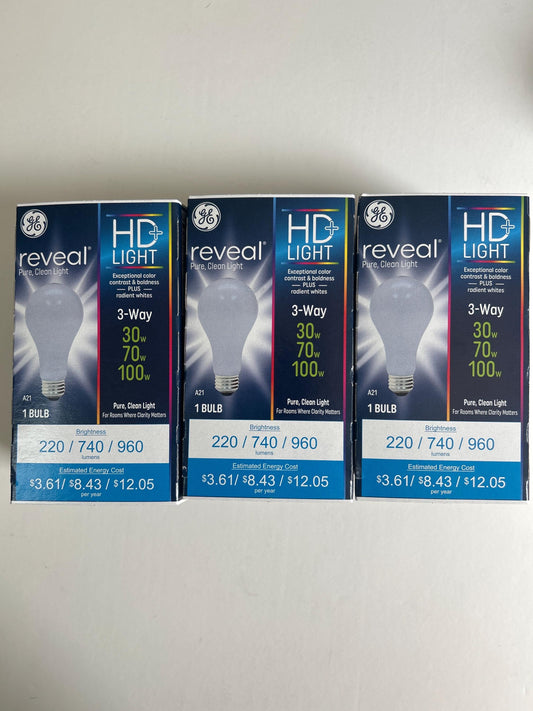 GE
reveal®
Pure, Clean Light
HD+
LIGHT
Exceptional color
contrast & boldness
PLUS
radient whites
3-Way
30w
70w
100w
A21
1 BULB
Pure, Clean Light
For Rooms Where Clarity Matters
Brightness
220 / 740 / 960
lumens
Estimated Energy Cost
$3.61/ $8.43 / $12.05
per year
GE
reveal®
Pure, Clean Light
HD+
LIGHT
Exceptional color
contrast & boldness
PLUS
radient whites
3-Way
30w
70w
100w
A21
1 BULB
Pure, Clean Light
For Rooms Where Clarity Matters
Brightness
220 / 740 / 960
lumens
Estimated Energy Cost
$3.61/ $8.43 / $12.05
per year
GE
reveal®
Pure, Clean Light
HD+
LIGHT
Exceptional color
contrast & boldness
PLUS
radient whites
3-Way
30w
70w
100w
A21
1 BULB
Pure, Clean Light
For Rooms Where Clarity Matters
Brightness
220 / 740 / 960
lumens
Estimated Energy Cost
$3.61/ $8.43 / $12.05
per year